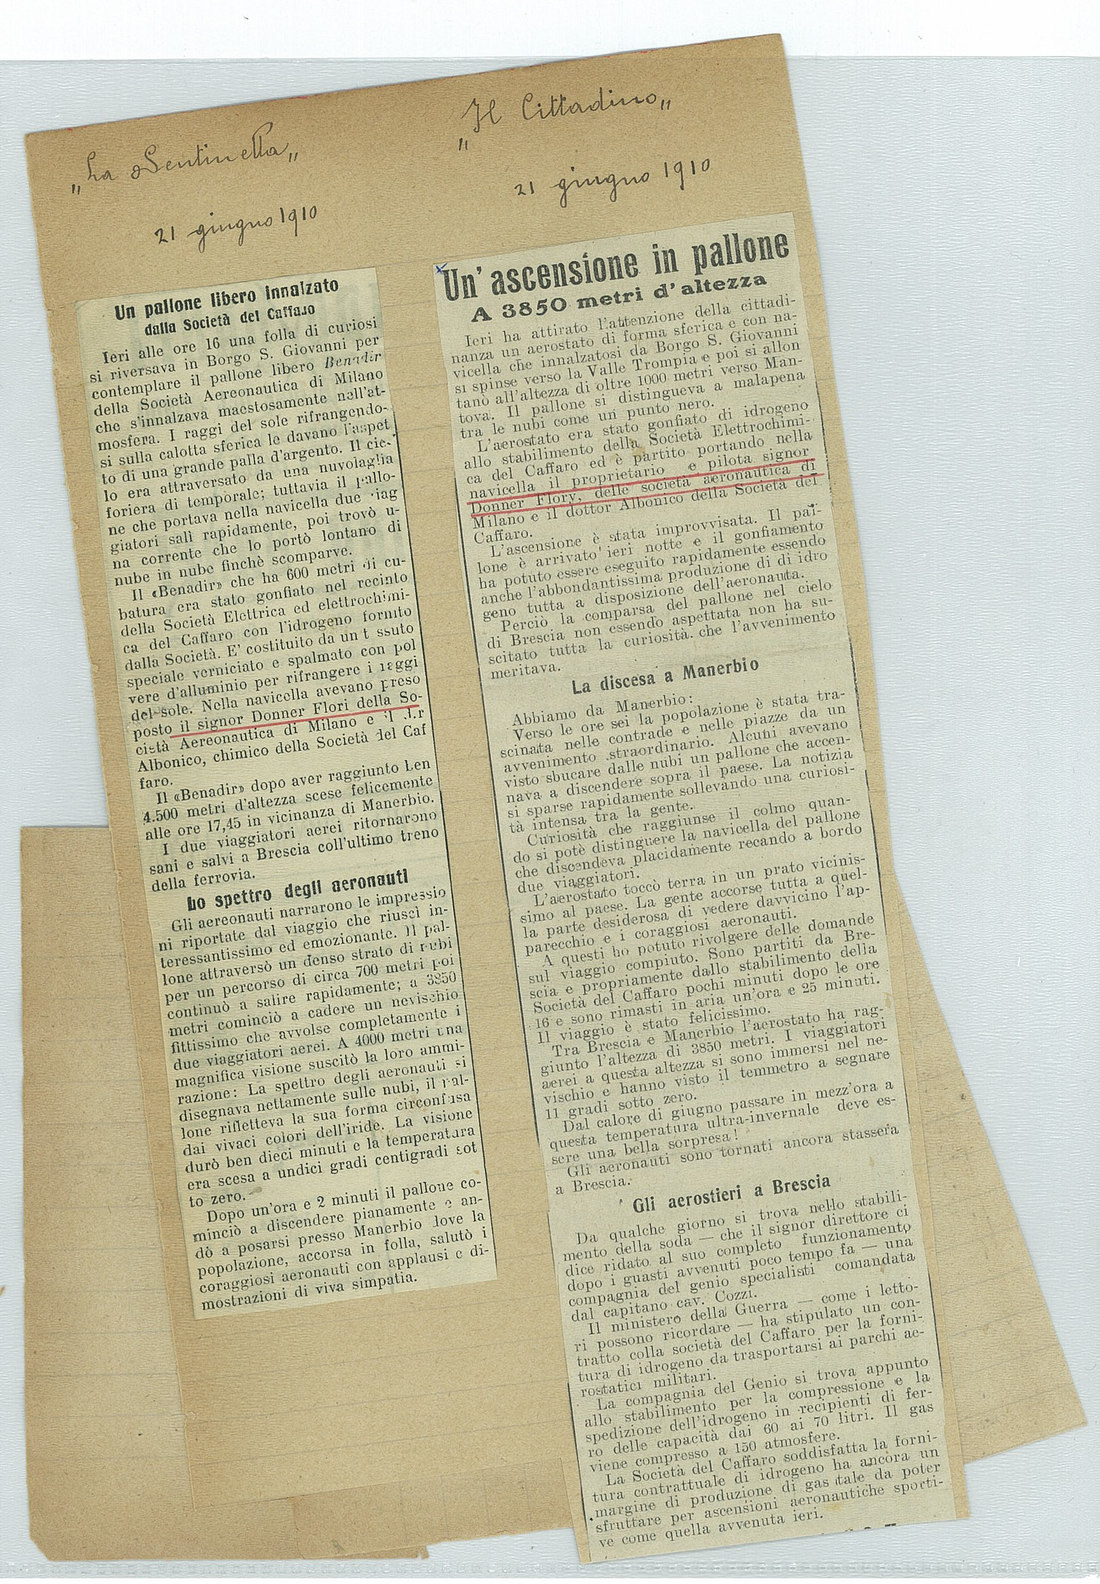 "La Sentinella"
21 giugno 1910
Un pallone libero innalzato
dalla Società del Caffaro
Ieri alle ore 16 una folla di curiosi
si riversava in Borgo S. Giovanni per
contemplare il pallone libero Benadir
della Società Aereonautica di Milano
che s'innalzava maestosamente nell'at-
mosfera. I raggi del sole rifrangendo-
si sulla calotta sferica le davano l'aspet
to di una grande palla d'argento. Il cie-
lo era attraversato da una nuvolaglia
foriera di temporale; tuttavia il pallo-
ne che portava nella navicella due viag
giatori salì rapidamente, poi trovò u-
na corrente che lo portò lontano di
nube in nube finchè scomparve.
Il «Benadir» che ha 600 metri di cu-
batura era stato gonfiato nel recinto
della Società Elettrica ed elettrochimi-
ca del Caffaro con l'idrogeno fornito
dalla Società. E' costituito da un t ssuto
speciale verniciato e spalmato con pol
vere d'alluminio per rifrangere i raggi
del sole. Nella navicella avevano preso
posto il signor Donner Flori della So-
cietà Aereonautica di Milano e il dr
Albonico, chimico della Società del Caf
faro.
Il «Benadir» dopo aver raggiunto ben
4.500 metri d'altezza scese felicemente
alle ore 17,45 in vicinanza di Manerbio.
I due viaggiatori aerei ritornarono
sani e salvi a Brescia coll'ultimo treno
della ferrovia.
Lo spettro degli aeronauti
Gli aereonauti narrarono le impressio
ni riportate dal viaggio che riuscì in-
teressantissimo ed emozionante. Il pal-
lone attraversò un denso strato di nubi
per un percorso di circa 700 metri poi
continuò a salire rapidamente; a 3850
metri cominciò a cadere un nevischio
fittissimo che avvolse completamente i
due viaggiatori aerei. A 4000 metri una
magnifica visione suscitò la loro ammi-
razione: La spettro degli aeronauti si
disegnava nettamente sulle nubi, il pal-
lone rifletteva la sua forma circonfusa
dai vivaci colori dell'iride. La visione
durò ben dieci minuti e la temperatura
era scesa a undici gradi centigradi sot
to zero.
Dopo un'ora e 2 minuti il pallone co-
minciò a discendere pianamente e an-
dò a posarsi presso Manerbio dove la
popolazione, accorsa in folla, salutò i
coraggiosi aeronauti con applausi e di-
mostrazioni di viva simpatia.
"Il Cittadino"
21 giugno 1910
Un' ascensione in pallone
A 3850 metri d' altezza
Ieri ha attirato l'attenzione della cittadi-
nanza un aerostato di forma sferica e con na-
vicella che innalzatosi da Borgo S. Giovanni
si spinse verso la Valle Trompia e poi si allon
tanò all'altezza di oltre 1000 metri verso Man-
tova. Il pallone si distingueva a malapena
tra le nubi come un punto nero.
L'aerostato era stato gonfiato di idrogeno
allo stabilimento della Società Elettrochimi-
ca del Caffaro ed è partito portando nella
navicella il proprietario e pilota signor
Donner Flory, delle società aeronautica di
Milano e il dottor Albonico della Società del
Caffaro.
L'ascensione è stata improvvisata. Il pal-
lone è arrivato ieri notte e il gonfiamento
ha potuto essere eseguito rapidamente essendo
anche l'abbondantissima produzione di di idro
geno tutta a disposizione dell'aeronauta.
Perciò la comparsa del pallone nel cielo
di Brescia non essendo aspettata non ha su-
scitato tutta la curiosità che l'avvenimento
meritava.
La discesa a Manerbio
Abbiamo da Manerbio:
Verso le ore sei la popolazione è stata tra-
scinata nelle contrade e nelle piazze da un
avvenimento straordinario. Alcuni avevano
visto sbucare dalle nubi un pallone che accen-
nava a discendere sopra il paese. La notizia
si sparse rapidamente sollevando una curiosi-
tà intensa tra la gente.
Curiosità che raggiunse il colmo quan-
do si potè distinguere la navicella del pallone
che discendeva placidamente recando a bordo
due viaggiatori.
L'aerostato toccò terra in un prato vicinis-
simo al paese. La gente accorse tutta a quel-
la parte desiderosa di vedere davvicino l'ap-
parecchio e i coraggiosi aeronauti.
A questi ho potuto rivolgere delle domande
sul viaggio compiuto. Sono partiti da Bre-
scia e propriamente dallo stabilimento della
Società del Caffaro pochi minuti dopo le ore
16 e sono rimasti in aria un'ora e 25 minuti.
Il viaggio è stato felicissimo.
Tra Brescia e Manerbio l'aerostato ha rag-
giunto l'altezza di 3850 metri. I viaggiatori
aerei a questa altezza si sono immersi nel ne-
vischio e hanno visto il temmetro a segnare
11 gradi sotto zero.
Dal calore di giugno passare in mezz'ora a
questa temperatura ultra-invernale deve es-
sere una bella sorpresa!
Gli aeronauti sono tornati ancora stassera
a Brescia.
Gli aerostieri a Brescia
Da qualche giorno si trova nello stabili-
mento della soda — che il signor direttore ci
dice ridato al suo completo funzionamento
dopo i guasti avvenuti poco tempo fa — una
compagnia del genio specialisti comandata
dal capitano cav. Cozzi.
Il ministero della Guerra — come i letto-
ri possono ricordare — ha stipulato un con-
tratto colla società del Caffaro per la forni-
tura di idrogeno da trasportarsi ai parchi ae-
rostatici militari.
La compagnia del Genio si trova appunto
allo stabilimento per la compressione e la
spedizione dell'idrogeno in recipienti di fer-
ro delle capacità dai 60 ai 70 litri. Il gas
viene compresso a 150 atmosfere.
La Società del Caffaro soddisfatta la forni-
tura contrattuale di idrogeno ha ancora un
margine di produzione di gas tale da poter
sfruttare per ascensioni aeronautiche sporti-
ve come quella avvenuta ieri.